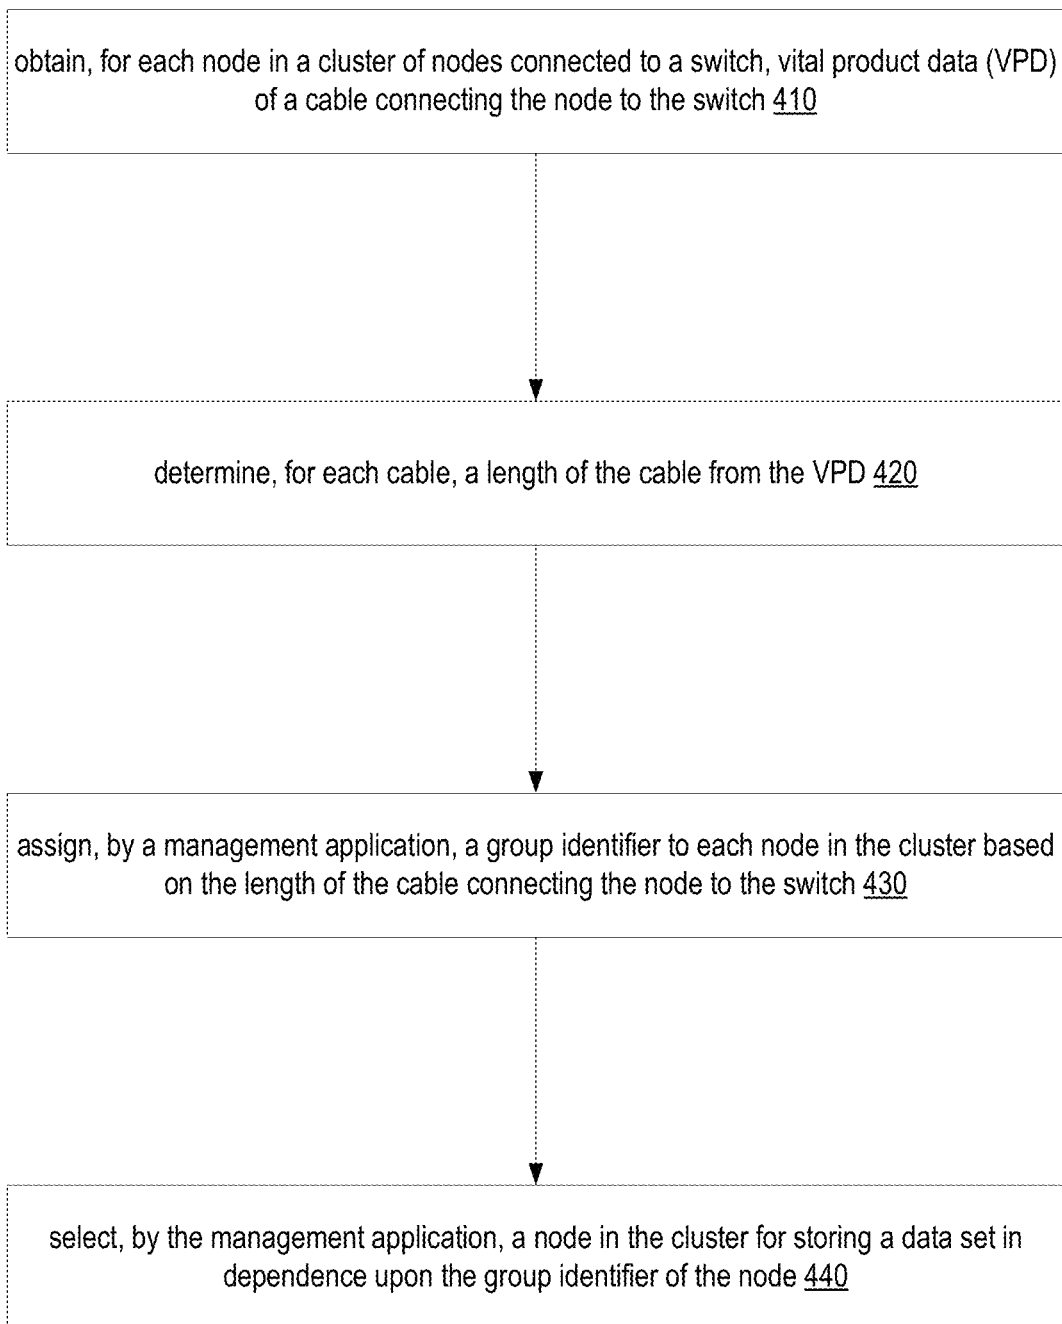 obtain, for each node in a cluster of nodes connected to a switch, vital product data (VPD)
of a cable connecting the node to the switch 410
determine, for each cable, a length of the cable from the VPD 420
assign, by a management application, a group identifier to each node in the cluster based
on the length of the cable connecting the node to the switch 430
select, by the management application, a node in the cluster for storing a data set in
dependence upon the group identifier of the node 440